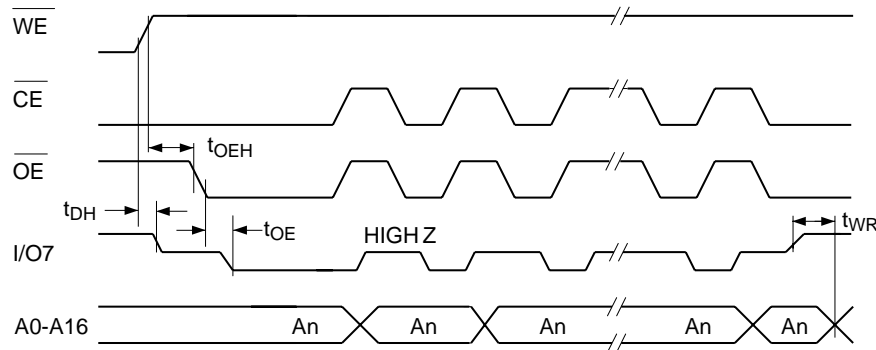 WE
CE
tOEH
OE
tDH
tOE
HIGH Z
tWR
I/O7
A0-A16
An An An An An